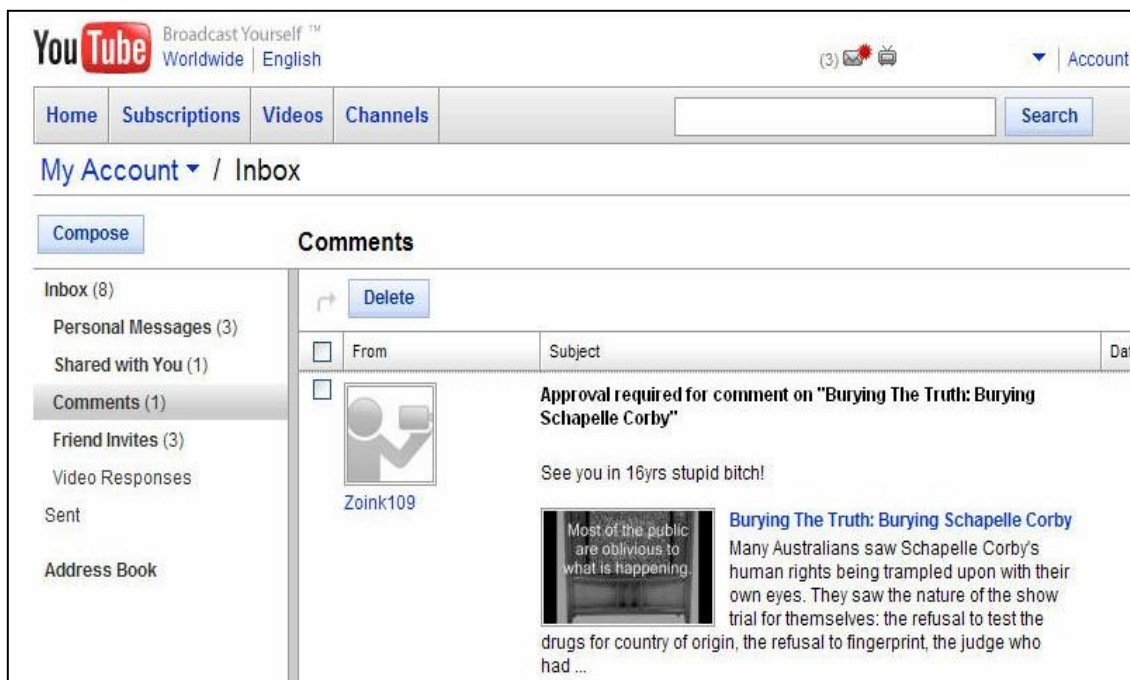 You Tube Broadcast Yourself ™
Worldwide English
(3)
Account
Home Subscriptions Videos Channels
Search
My Account / Inbox
Compose
Comments
Inbox (8)
Personal Messages (3)
Shared with You (1)
Comments (1)
Friend Invites (3)
Video Responses
Sent
Address Book
Delete
From Subject Dat
Approval required for comment on "Burying The Truth: Burying
Schapelle Corby"
See you in 16yrs stupid bitch!
Zoink109
Most of the public
are oblivious to
what is happening.
Burying The Truth: Burying Schapelle Corby
Many Australians saw Schapelle Corby's
human rights being trampled upon with their
own eyes. They saw the nature of the show
trial for themselves: the refusal to test the
drugs for country of origin, the refusal to fingerprint, the judge who
had ...